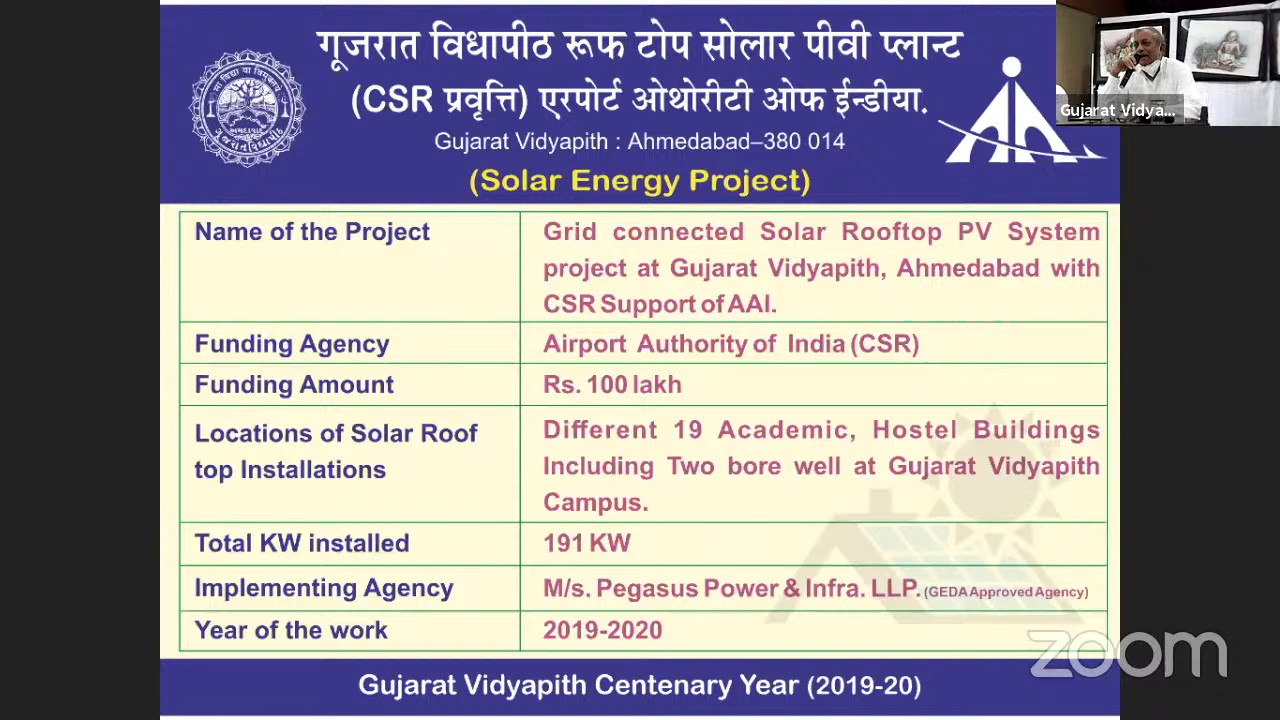 गूजरात विधापीठ रूफ टोप सोलार पीवी प्लान्ट
(CSR प्रवृत्ति) एरपोर्ट ओथोरीटी ओफ ईन्डीया.
Gujarat Vidyapith : Ahmedabad–380 014
(Solar Energy Project)
Gujarat Vidya...
Name of the Project
Grid connected Solar Rooftop PV System
project at Gujarat Vidyapith, Ahmedabad with
CSR Support of AAI.
Funding Agency
Airport Authority of India (CSR)
Funding Amount
Rs. 100 lakh
Locations of Solar Roof
top Installations
Different 19 Academic, Hostel Buildings
Including Two bore well at Gujarat Vidyapith
Campus.
Total KW installed
191 KW
Implementing Agency
M/s. Pegasus Power & Infra. LLP. (GEDA Approved Agency)
Year of the work
2019-2020
zoom
Gujarat Vidyapith Centenary Year (2019-20)